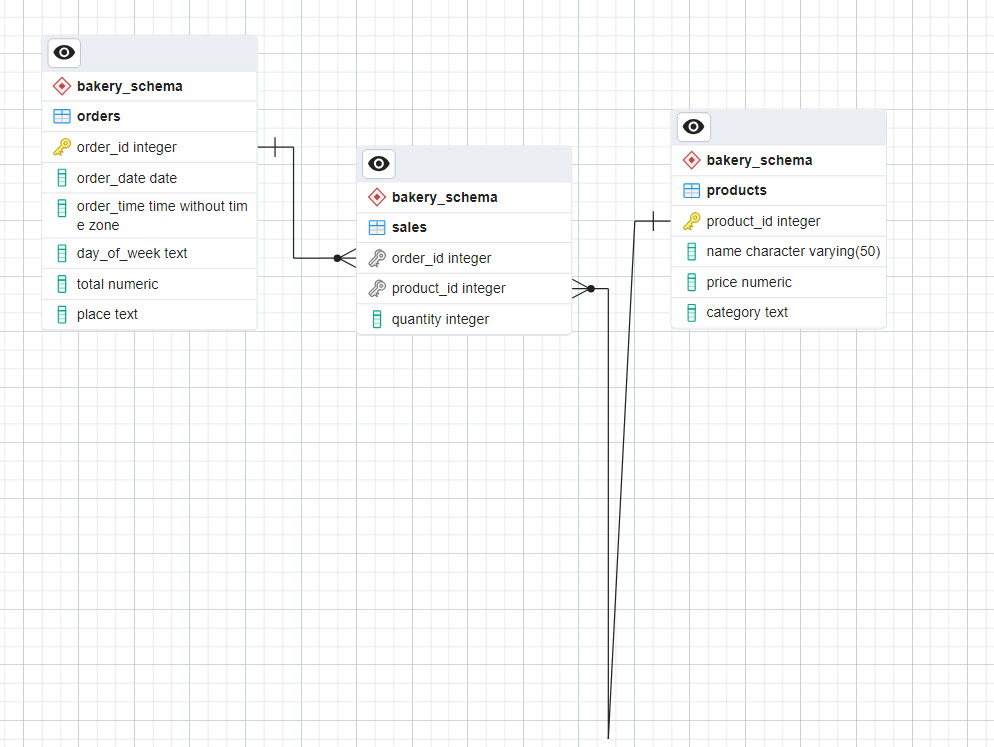 bakery_schema
orders
order_id integer
order_date date
order_time time without tim
e zone
day_of_week text
total numeric
place text
bakery_schema
sales
order_id integer
product_id integer
quantity integer
bakery_schema
products
product_id integer
name character varying(50)
price numeric
category text